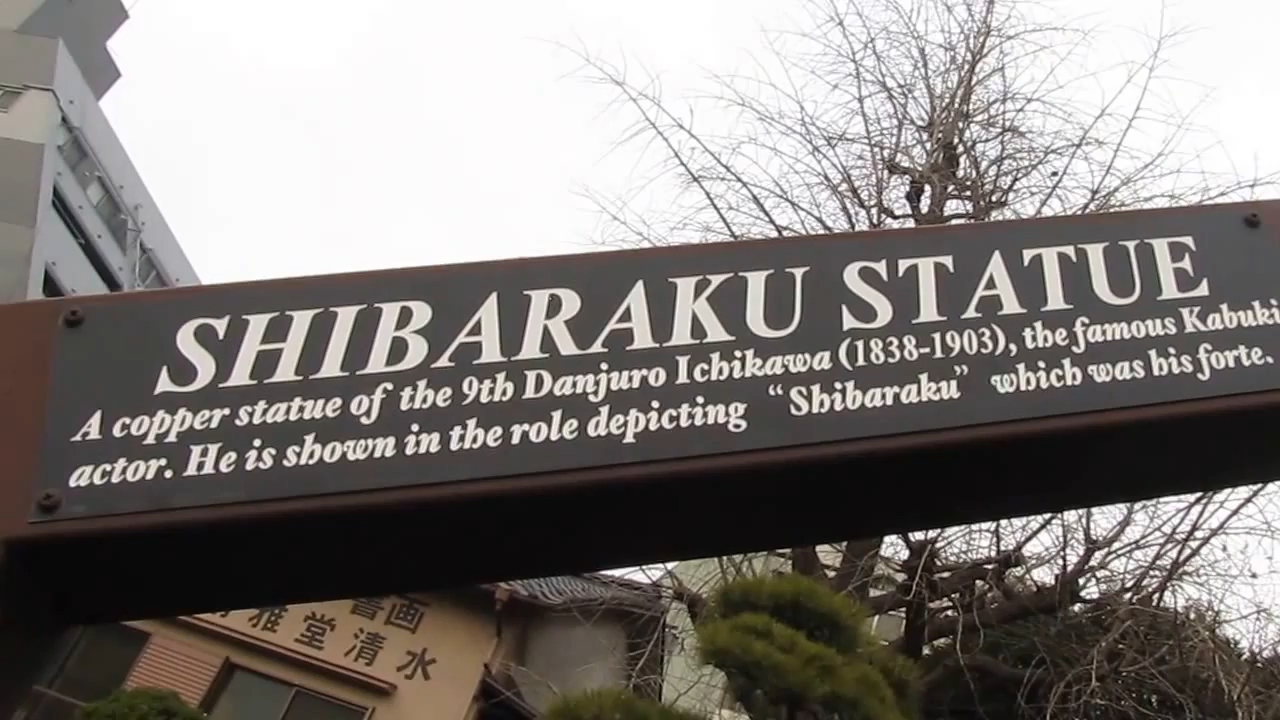 SHIBARAKU STATUE
A copper statue of the 9th Danjuro Ichikawa (1838-1903), the famous Kabuki
actor. He is shown in the role depicting “Shibaraku” which was his forte.
書画
雅堂清水